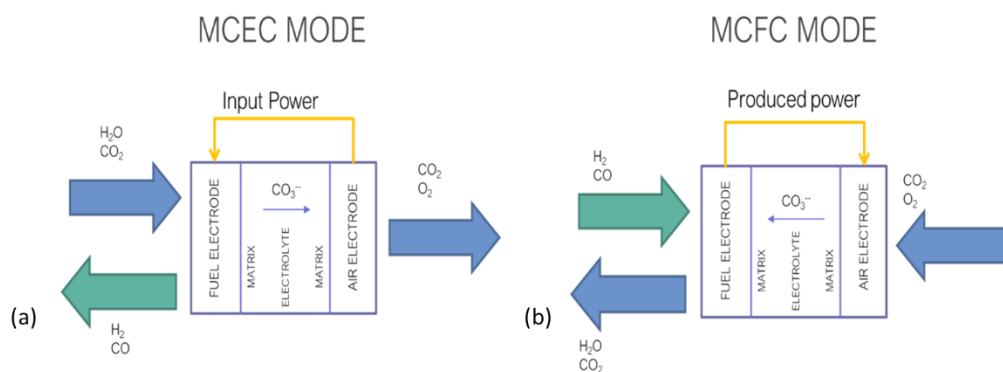 MCEC MODE
Input Power
H₂O
CO₂
FUEL ELECTRODE
MATRIX
CO₃⁻⁻
ELECTROLYTE
MATRIX
AIR ELECTRODE
CO₂
O₂
H₂
CO
(a)
MCFC MODE
Produced power
H₂
CO
FUEL ELECTRODE
MATRIX
CO₃⁻⁻
ELECTROLYTE
MATRIX
AIR ELECTRODE
CO₂
O₂
H₂O
CO₂
(b)